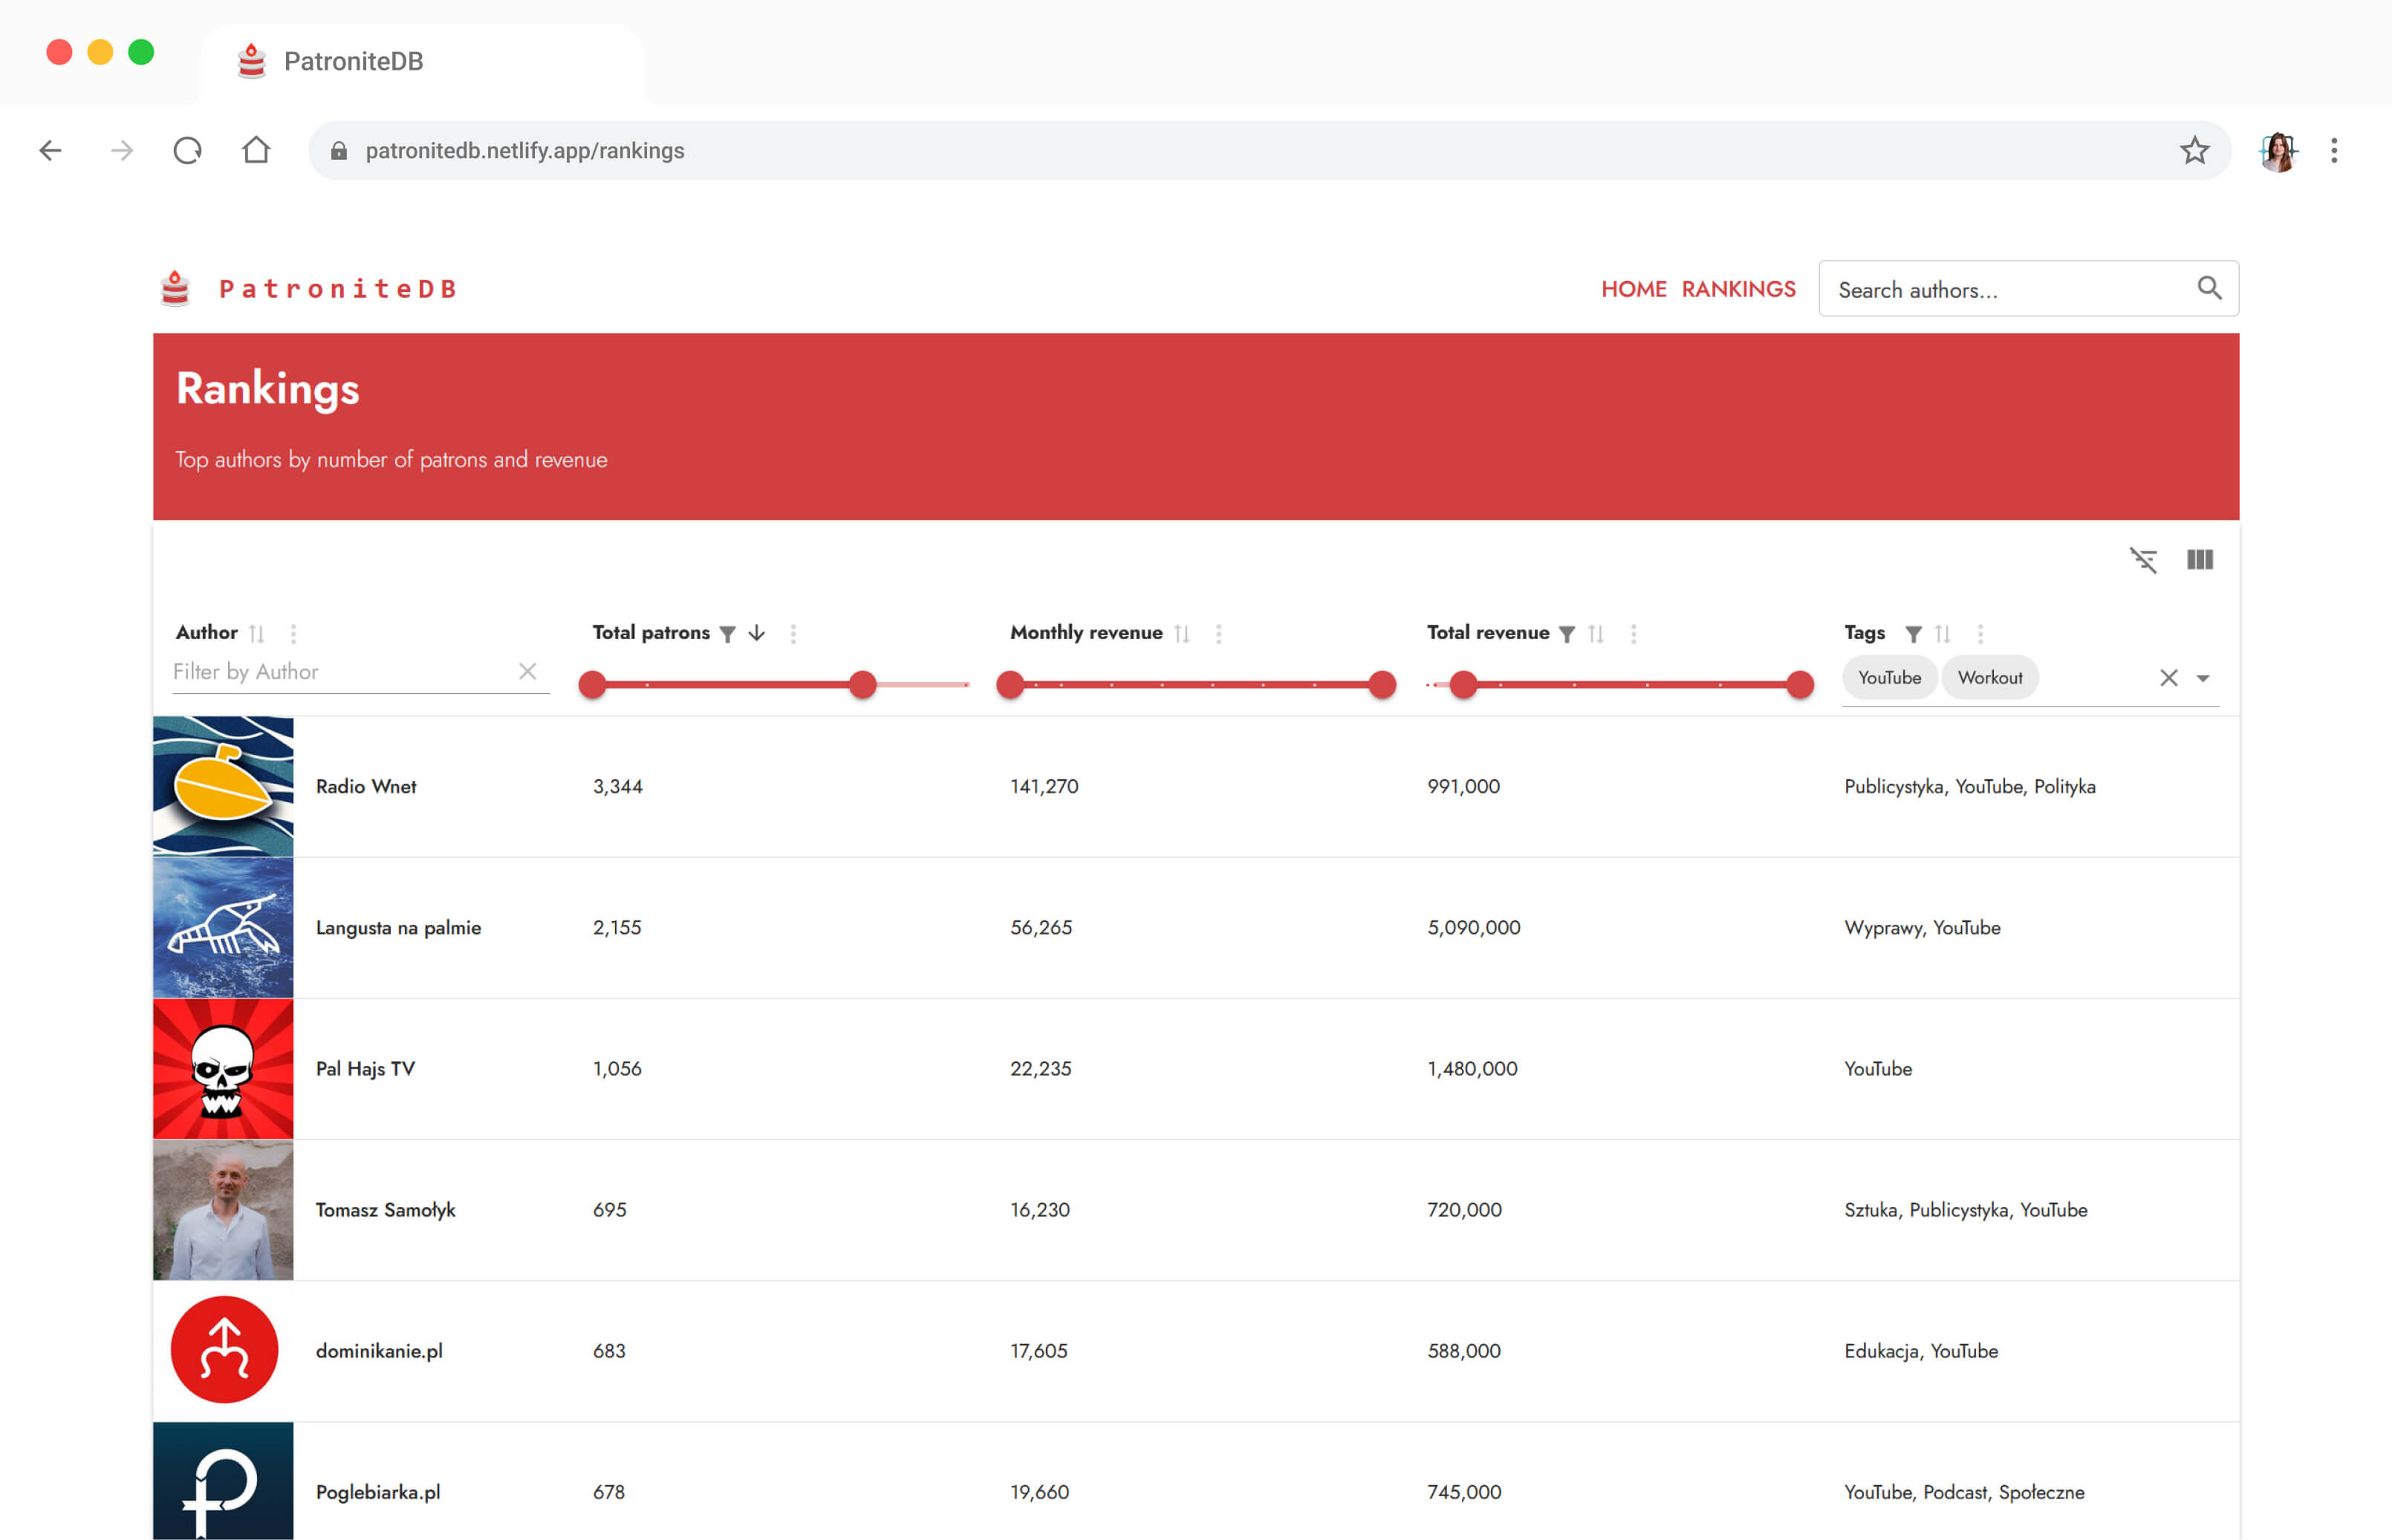 PatroniteDB
patronitedb.netlify.app/rankings
PatroniteDB
HOME RANKINGS Search authors...
Rankings
Top authors by number of patrons and revenue
Author Total patrons Monthly revenue Total revenue Tags
Filter by Author YouTube Workout
Radio Wnet 3,344 141,270 991,000 Publicystyka, YouTube, Polityka
Langusta na palmie 2,155 56,265 5,090,000 Wyprawy, YouTube
Pal Hajs TV 1,056 22,235 1,480,000 YouTube
Tomasz Samołyk 695 16,230 720,000 Sztuka, Publicystyka, YouTube
dominikanie.pl 683 17,605 588,000 Edukacja, YouTube
Poglebiarka.pl 678 19,660 745,000 YouTube, Podcast, Społeczne